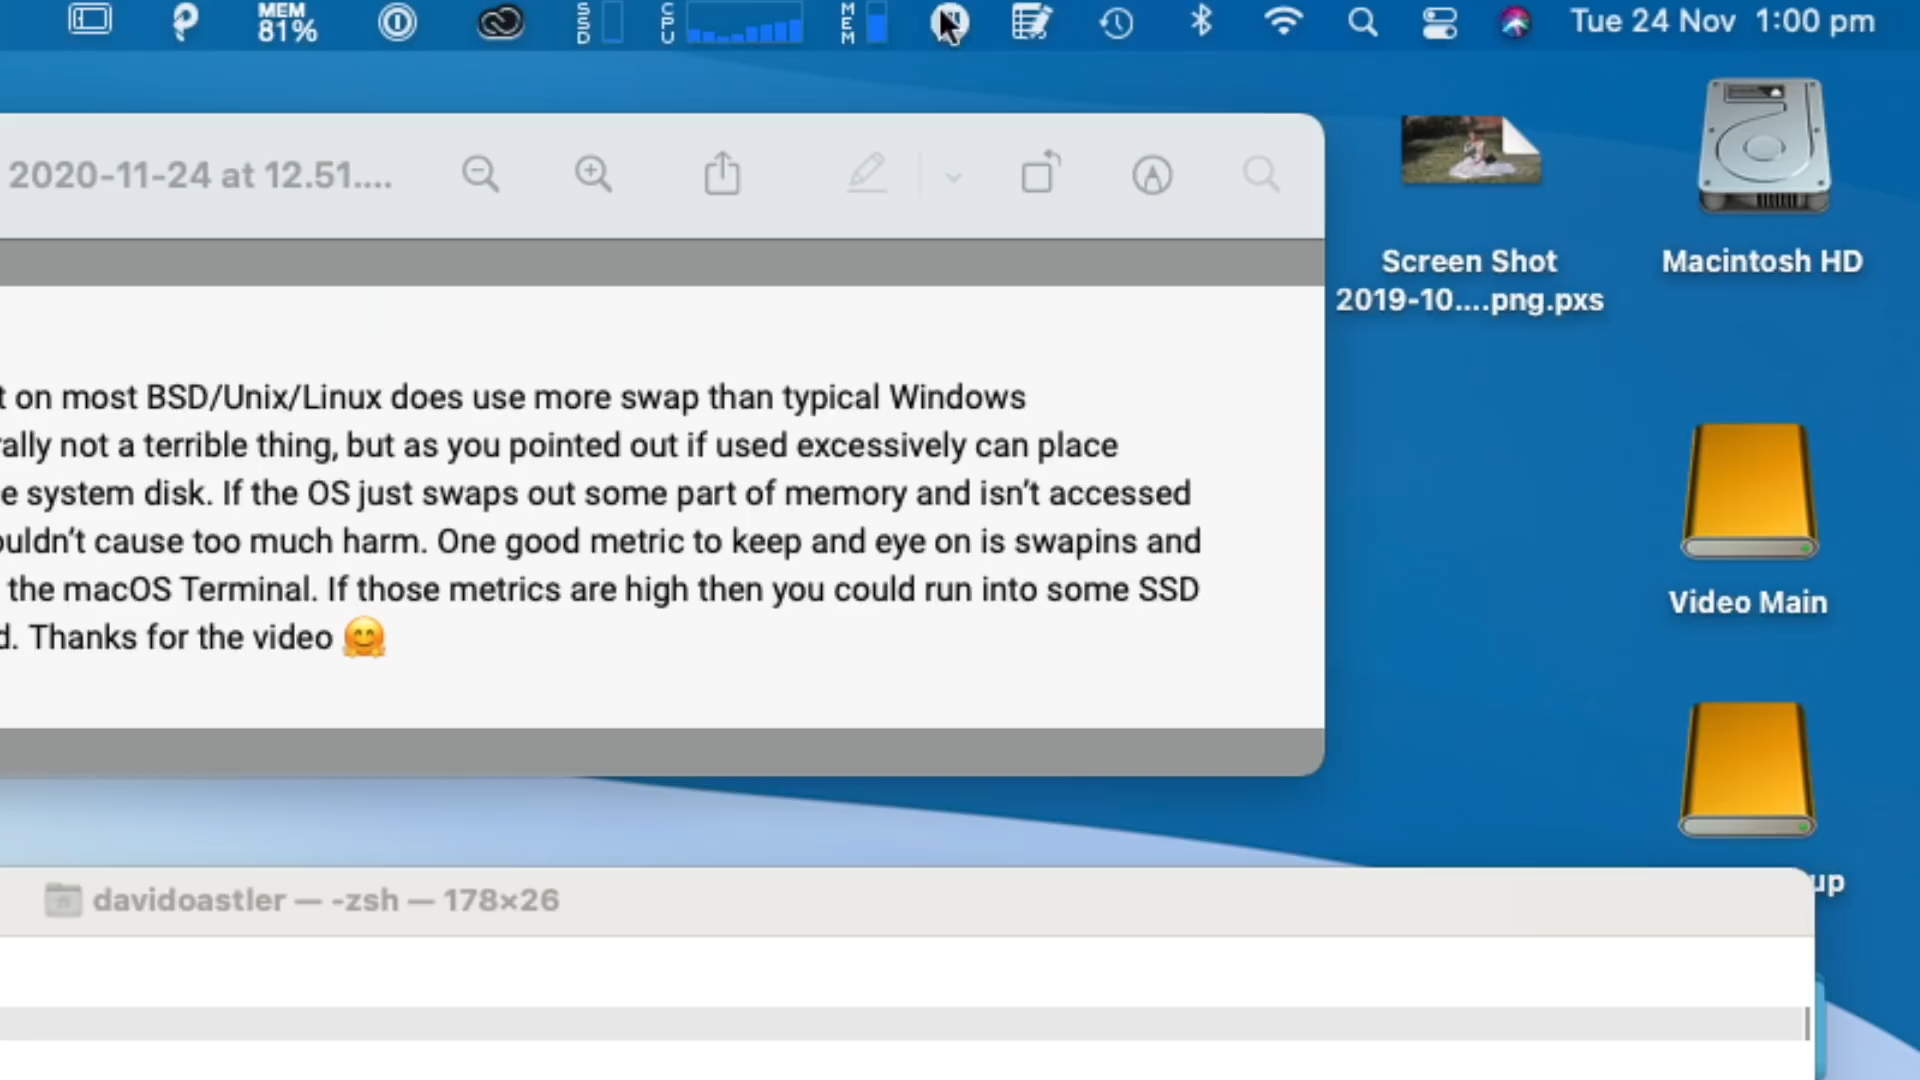 MEM
81%
SSD
CPU
MEM
Tue 24 Nov 1:00 pm
2020-11-24 at 12.51....
Screen Shot
2019-10....png.pxs
Macintosh HD
t on most BSD/Unix/Linux does use more swap than typical Windows
rally not a terrible thing, but as you pointed out if used excessively can place
e system disk. If the OS just swaps out some part of memory and isn't accessed
ouldn't cause too much harm. One good metric to keep and eye on is swapins and
the macOS Terminal. If those metrics are high then you could run into some SSD
d. Thanks for the video 🤗
Video Main
up
davidoastler — -zsh — 178×26